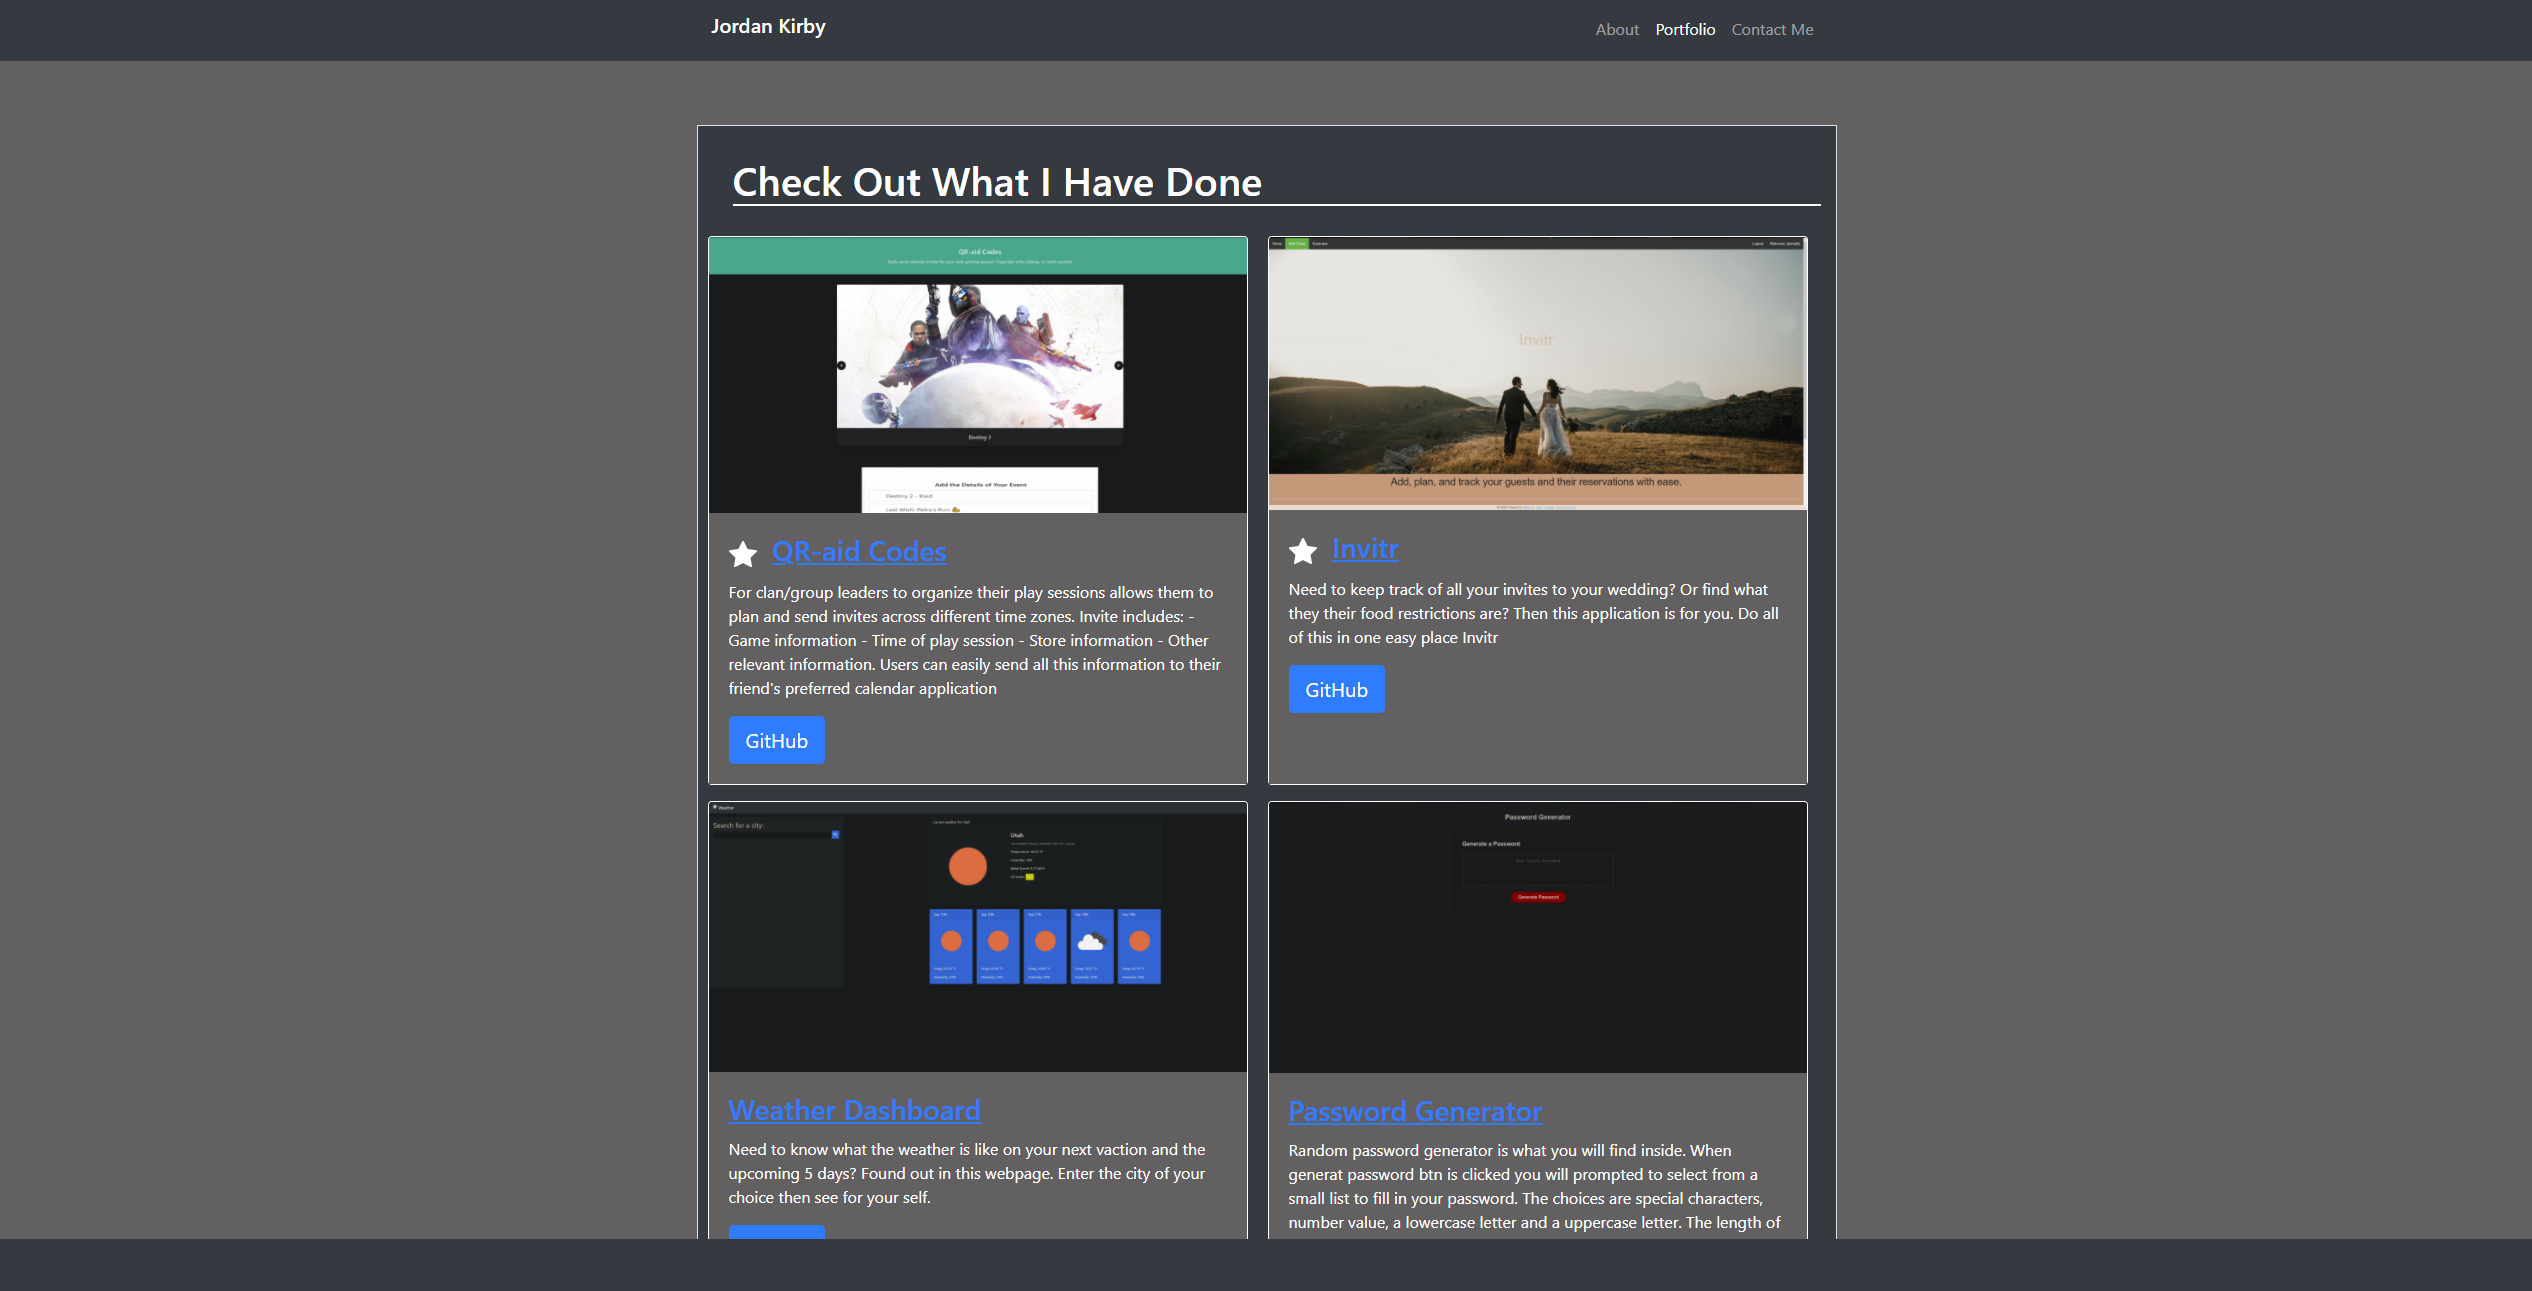 Jordan Kirby
About Portfolio Contact Me
Check Out What I Have Done
QR-aid Codes
Destiny 2
Add the Details of Your Event
Destiny 2 - Raid
Last Wish: Petra's Run
Invitr
Add, plan, and track your guests and their reservations with ease.
QR-aid Codes
For clan/group leaders to organize their play sessions allows them to
plan and send invites across different time zones. Invite includes: -
Game information - Time of play session - Store information - Other
relevant information. Users can easily send all this information to their
friend's preferred calendar application
GitHub
Invitr
Need to keep track of all your invites to your wedding? Or find what
they their food restrictions are? Then this application is for you. Do all
of this in one easy place Invitr
GitHub
Weather
Search for a city:
Utah
Password Generator
Generate a Password
Generate Password
Weather Dashboard
Need to know what the weather is like on your next vaction and the
upcoming 5 days? Found out in this webpage. Enter the city of your
choice then see for your self.
Password Generator
Random password generator is what you will find inside. When
generat password btn is clicked you will prompted to select from a
small list to fill in your password. The choices are special characters,
number value, a lowercase letter and a uppercase letter. The length of